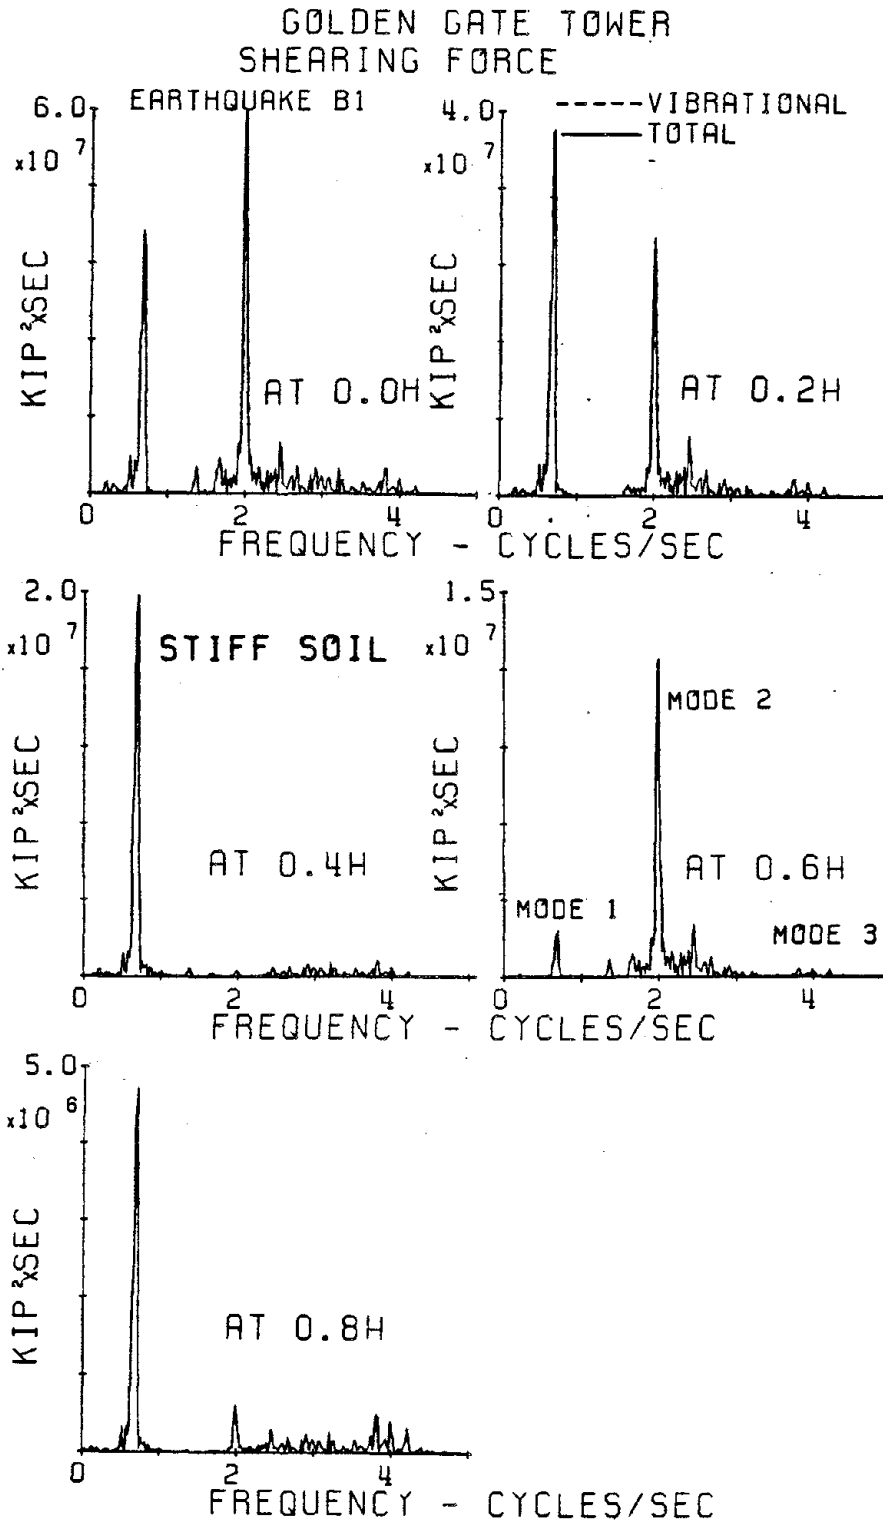 GOLDEN GATE TOWER
SHEARING FORCE
EARTHQUAKE B1
6.0
x10 7
KIP²xSEC
AT 0.0H
0 2 4
4.0
x10 7
VIBRATIONAL
TOTAL
KIP²xSEC
AT 0.2H
0 2 4
FREQUENCY - CYCLES/SEC
2.0
x10 7
STIFF SOIL
KIP²xSEC
AT 0.4H
0 2 4
1.5
x10 7
MODE 2
KIP²xSEC
AT 0.6H
MODE 1
MODE 3
0 2 4
FREQUENCY - CYCLES/SEC
5.0
x10 6
KIP²xSEC
AT 0.8H
0 2 4
FREQUENCY - CYCLES/SEC